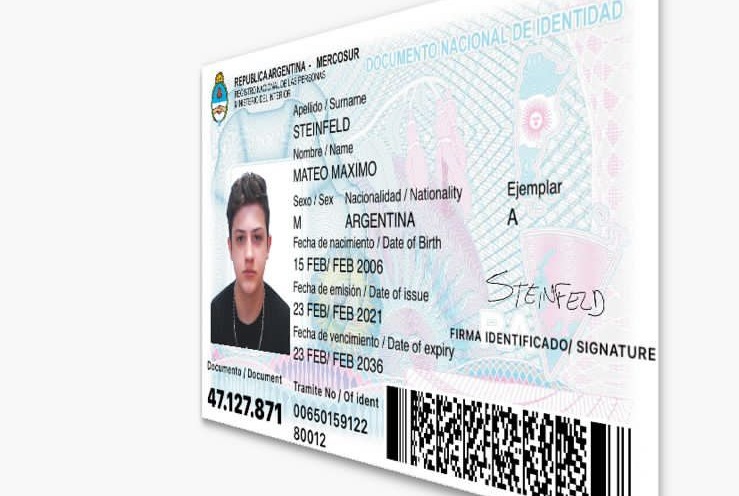 REPUBLICA ARGENTINA - MERCOSUR
REGISTRO NACIONAL DE LAS PERSONAS
MINISTERIO DEL INTERIOR
DOCUMENTO NACIONAL DE IDENTIDAD
Apellido / Surname
STEINFELD
Nombre / Name
MATEO MAXIMO
Sexo / Sex Nacionalidad / Nationality
M ARGENTINA
Ejemplar
A
Fecha de nacimiento / Date of Birth
15 FEB/ FEB 2006
Fecha de emisión / Date of issue
23 FEB/ FEB 2021
Fecha de vencimiento / Date of expiry
23 FEB/ FEB 2036
STEINFELD
FIRMA IDENTIFICADO/ SIGNATURE
Documento / Document
47.127.871
Tramite No / Of ident
00650159122
80012